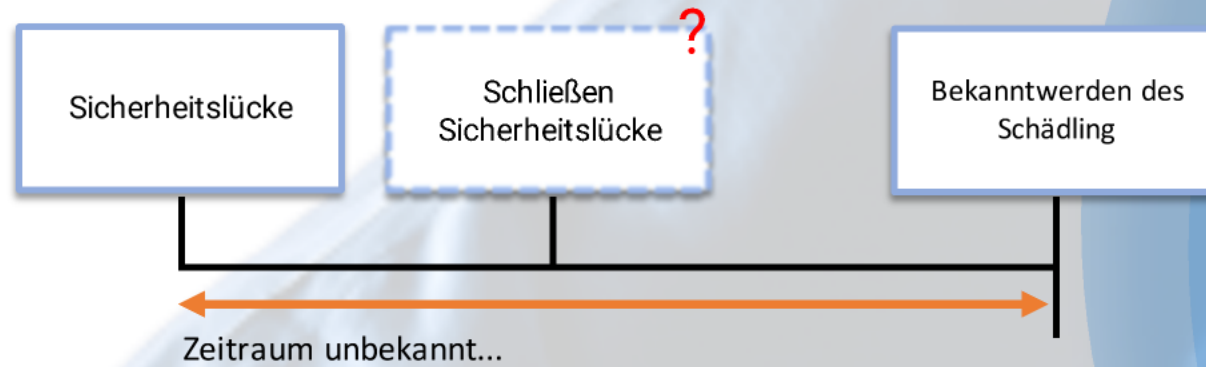 Sicherheitslücke
?
Schließen
Sicherheitslücke
Bekanntwerden des
Schädling
Zeitraum unbekannt...